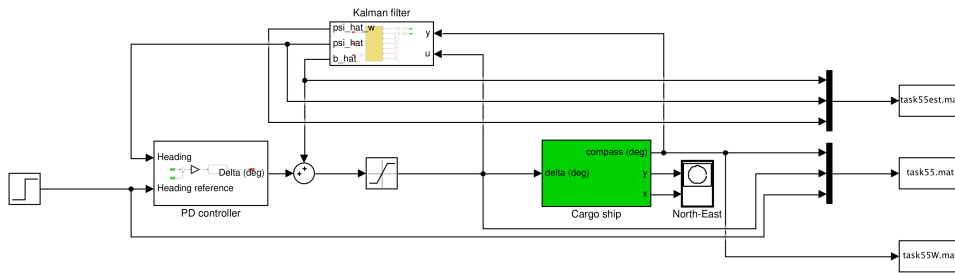 Kalman filter
psi_hat_w
psi_hat
b_hat
y
u
task55est.ma
Heading
Heading reference
Delta (deg)
PD controller
compass (deg)
delta (deg)
y
x
Cargo ship
North-East
task55.mat
task55W.ma